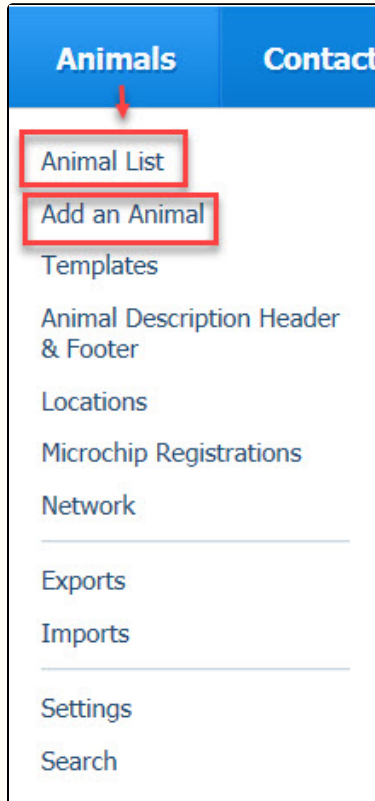 Animals Contact
Animal List
Add an Animal
Templates
Animal Description Header
& Footer
Locations
Microchip Registrations
Network
Exports
Imports
Settings
Search